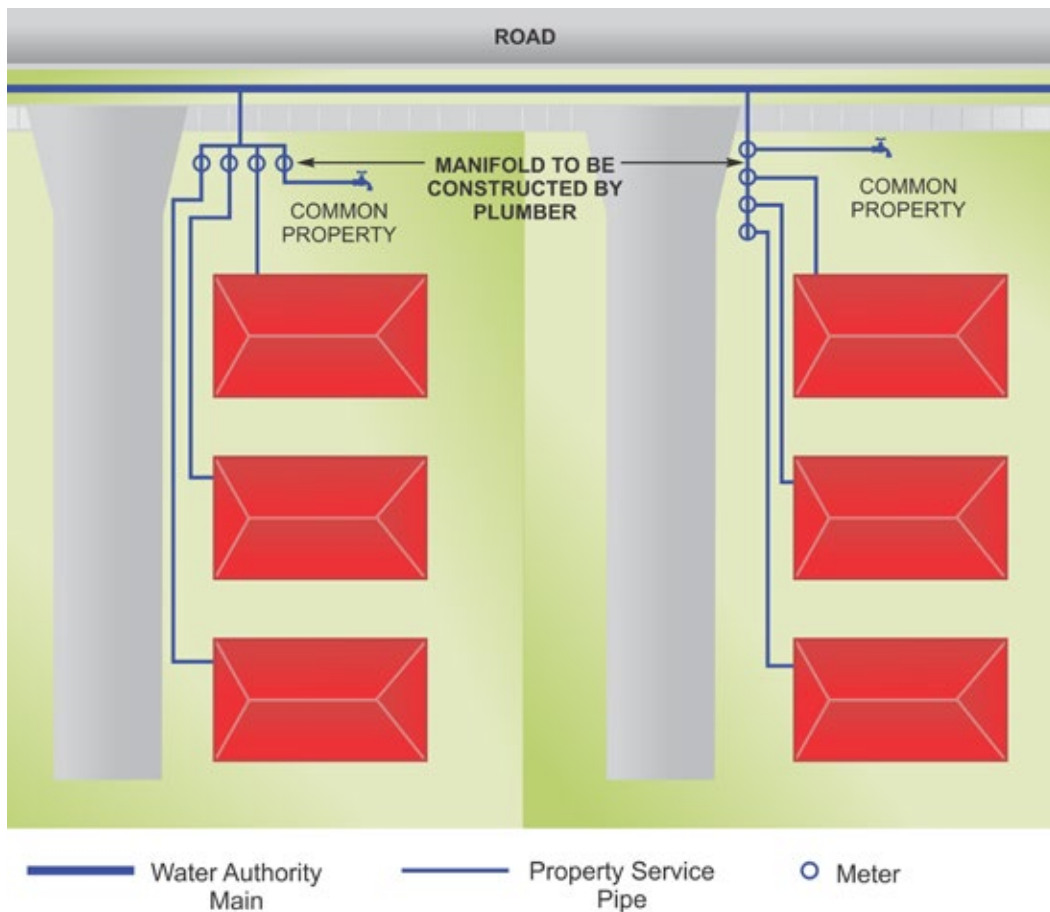 ROAD
MANIFOLD TO BE
CONSTRUCTED BY
PLUMBER
COMMON
PROPERTY
COMMON
PROPERTY
Water Authority
Main
Property Service
Pipe
Meter